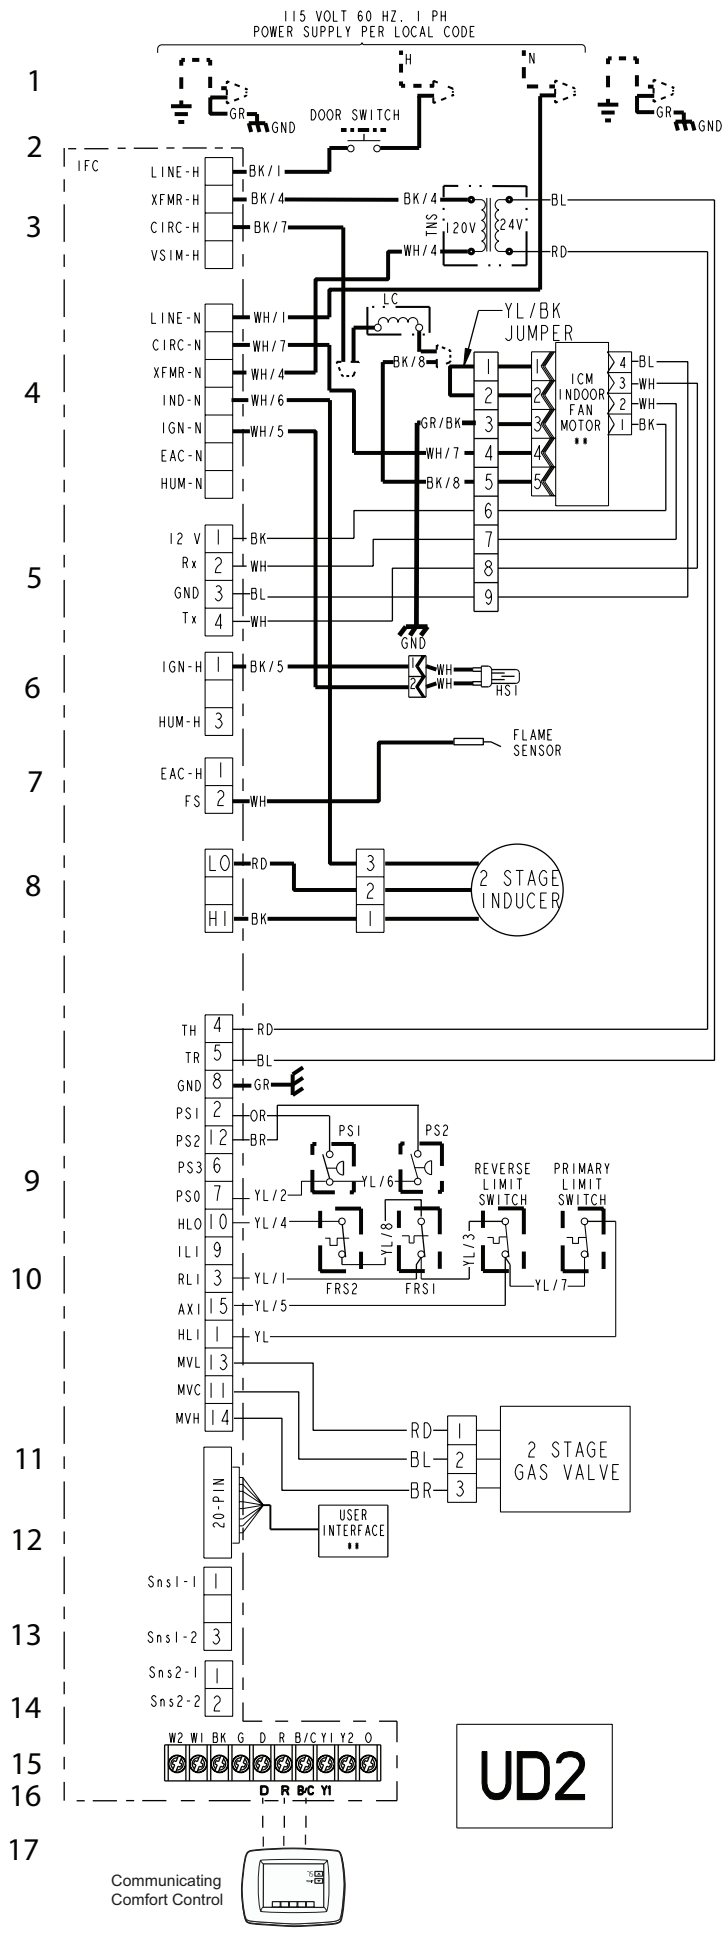 115 VOLT 60 HZ. 1 PH
POWER SUPPLY PER LOCAL CODE
1
H
N
GR
GND
DOOR SWITCH
GR
GND
2
IFC
LINE-H
BK/1
XFMR-H
BK/4
BK/4
BL
3
CIRC-H
BK/7
TNS
120V
24V
VSIM-H
WH/4
RD
LC
YL/BK
JUMPER
LINE-N
WH/1
CIRC-N
WH/7
XFMR-N
WH/4
BK/8
1
1
ICM
INDOOR
FAN
MOTOR
**
4
BL
3
WH
4
IND-N
WH/6
2
2
2
WH
IGN-N
WH/5
GR/BK
3
3
1
BK
EAC-N
WH/7
4
4
HUM-N
BK/8
5
5
6
12 V
1
BK
7
5
Rx
2
WH
8
GND
3
BL
9
Tx
4
WH
GND
IGN-H
1
BK/5
1
WH
6
2
WH
HSI
HUM-H
3
FLAME
SENSOR
7
EAC-H
1
FS
2
WH
8
LO
RD
3
2
2 STAGE
INDUCER
HI
BK
1
TH
4
RD
TR
5
BL
GND
8
GR
PS1
2
OR
PS1
PS2
PS2
12
BR
PS3
6
REVERSE
LIMIT
SWITCH
PRIMARY
LIMIT
SWITCH
9
PS0
7
YL/2
YL/6
HLO
10
YL/4
YL/8
YL/3
ILI
9
10
RLI
3
YL/1
FRS2
FRS1
YL/7
AXI
15
YL/5
HLI
1
YL
MVL
13
MVC
11
MVH
14
RD
1
11
BL
2
2 STAGE
GAS VALVE
BR
3
20-PIN
12
USER
INTERFACE
**
Sns1-1
1
13
Sns1-2
3
Sns2-1
1
14
Sns2-2
2
W2 W1 BK G D R B/C Y1 Y2 O
15
UD2
16
D R B/C Y1
17
Communicating
Comfort Control